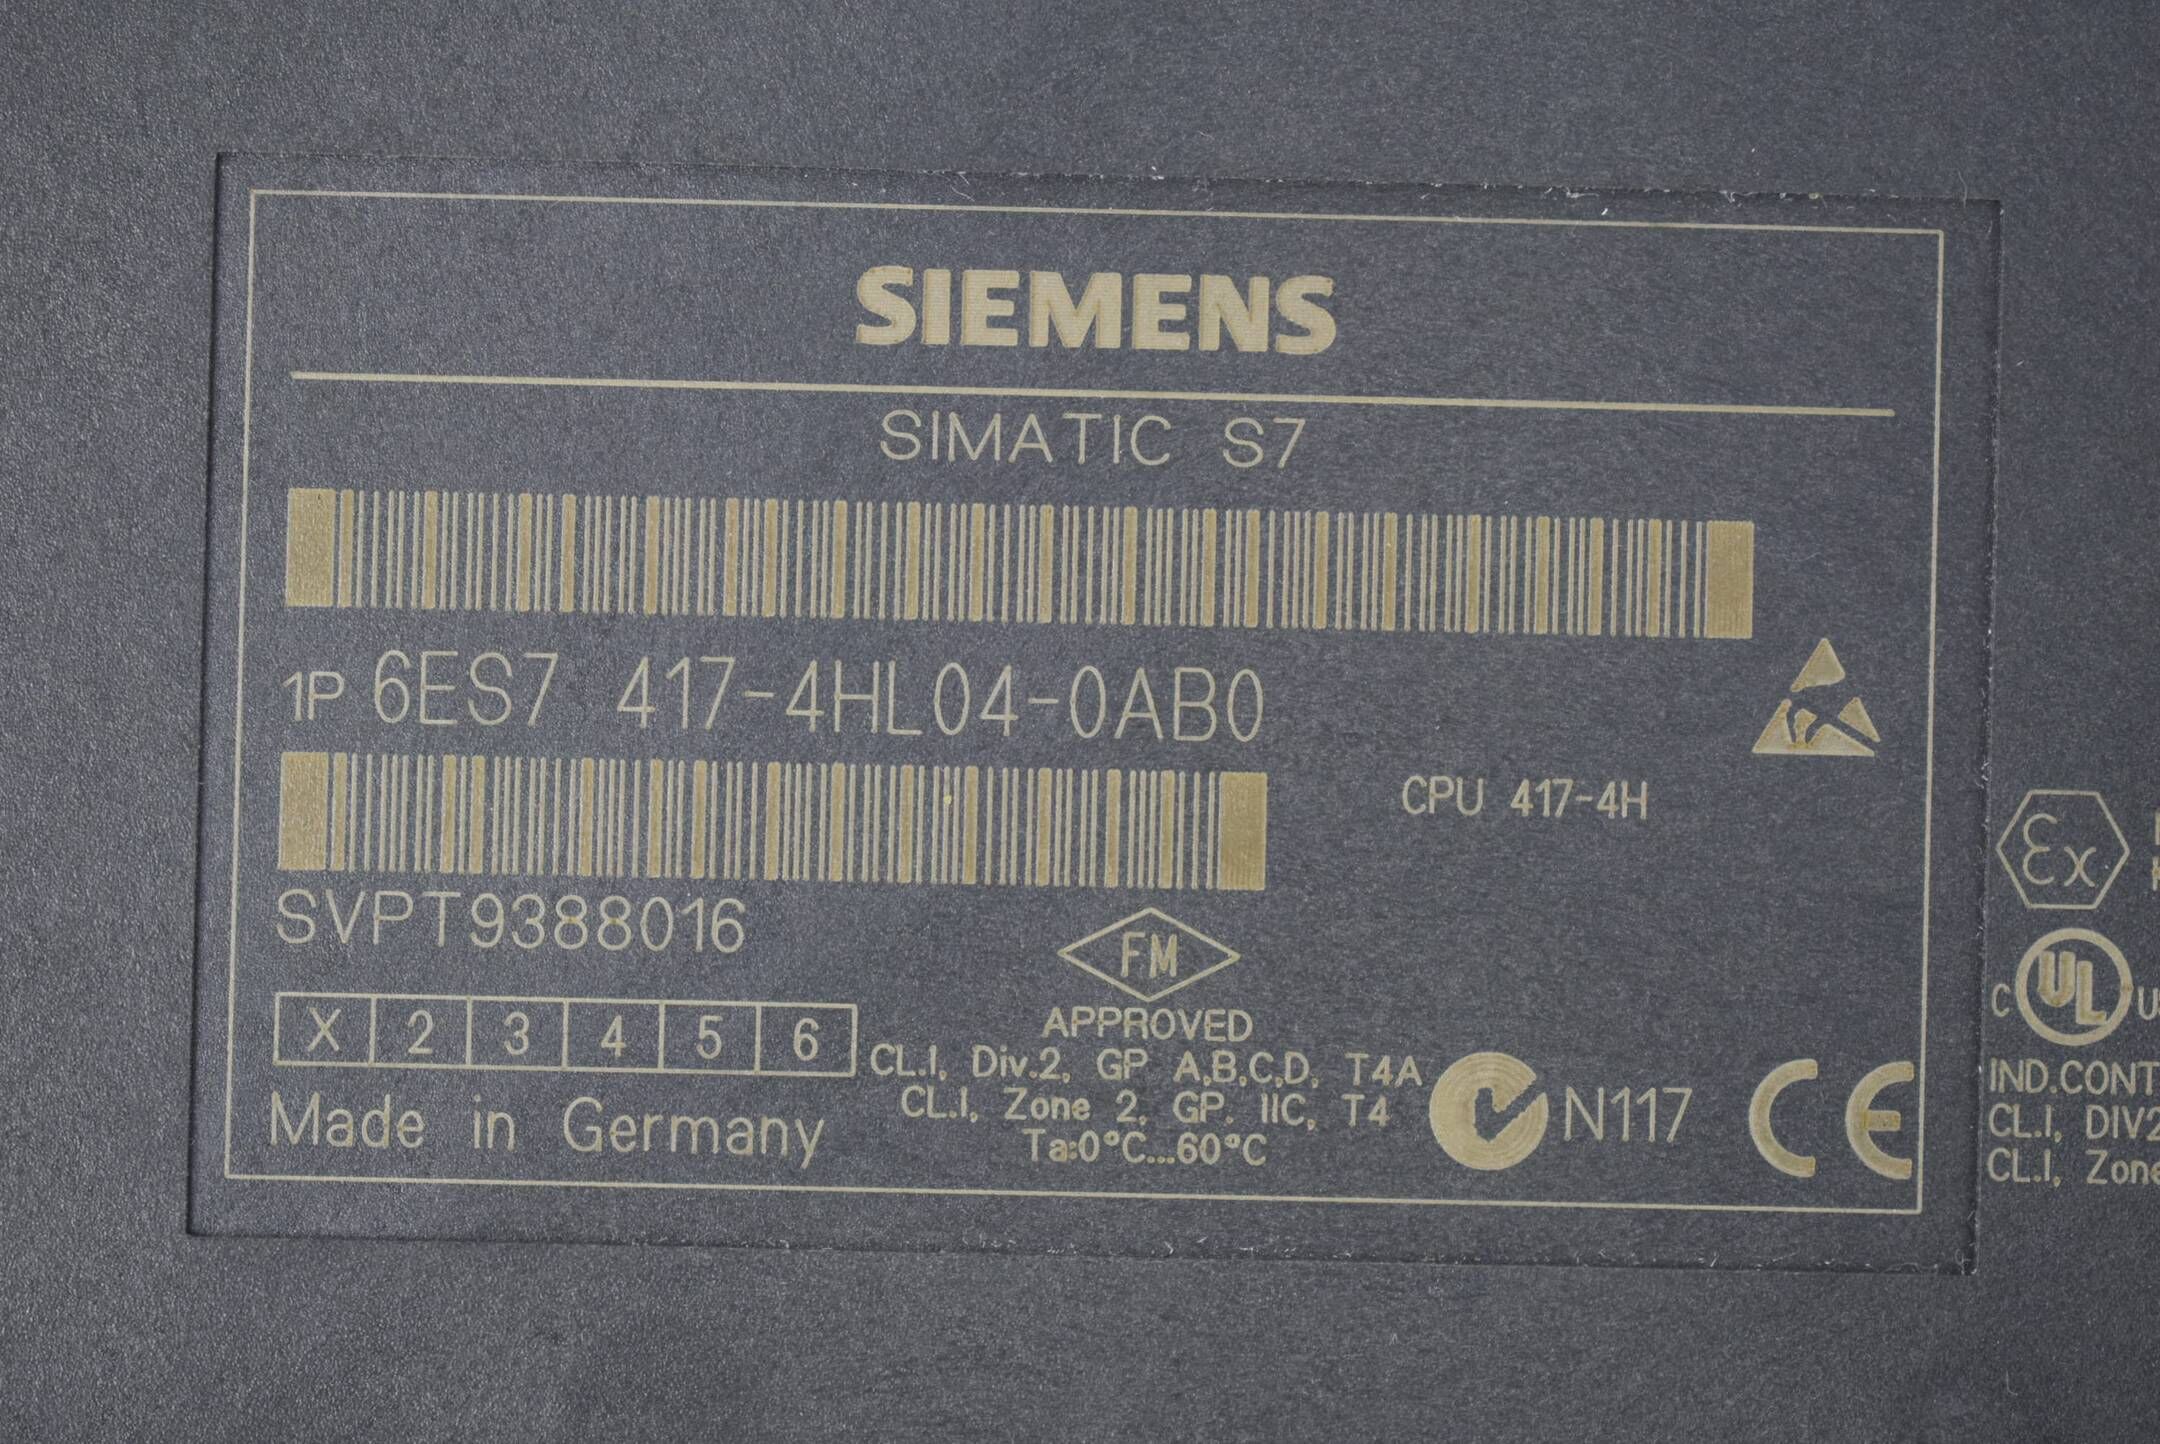 SIEMENS
SIMATIC S7
1P 6ES7 417-4HL04-0AB0
CPU 417-4H
SVPT9388016
FM
APPROVED
X 2 3 4 5 6
CL.I, Div.2, GP A,B,C,D, T4A
CL.I, Zone 2, GP. IIC, T4
Ta:0°C...60°C
Made in Germany
N117
CE
Ex
C UL
IND.CONT
CL.I, DIV2
CL.I, Zone